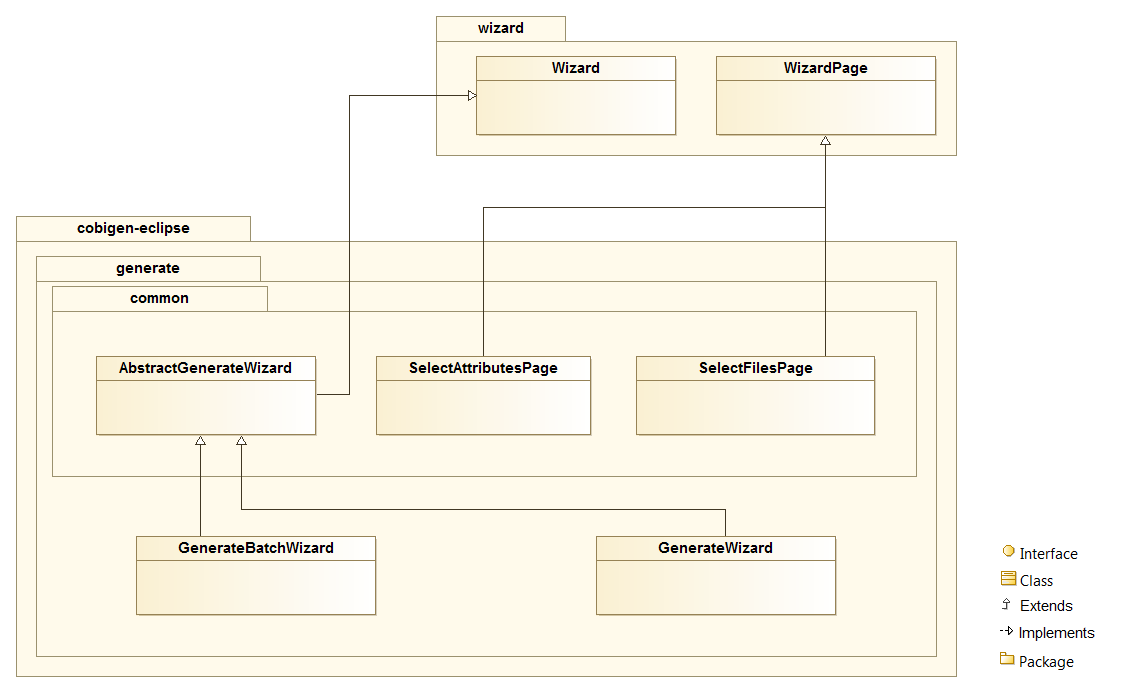 wizard
Wizard
WizardPage
cobigen-eclipse
generate
common
AbstractGenerateWizard
SelectAttributesPage
SelectFilesPage
GenerateBatchWizard
GenerateWizard
Interface
Class
Extends
Implements
Package